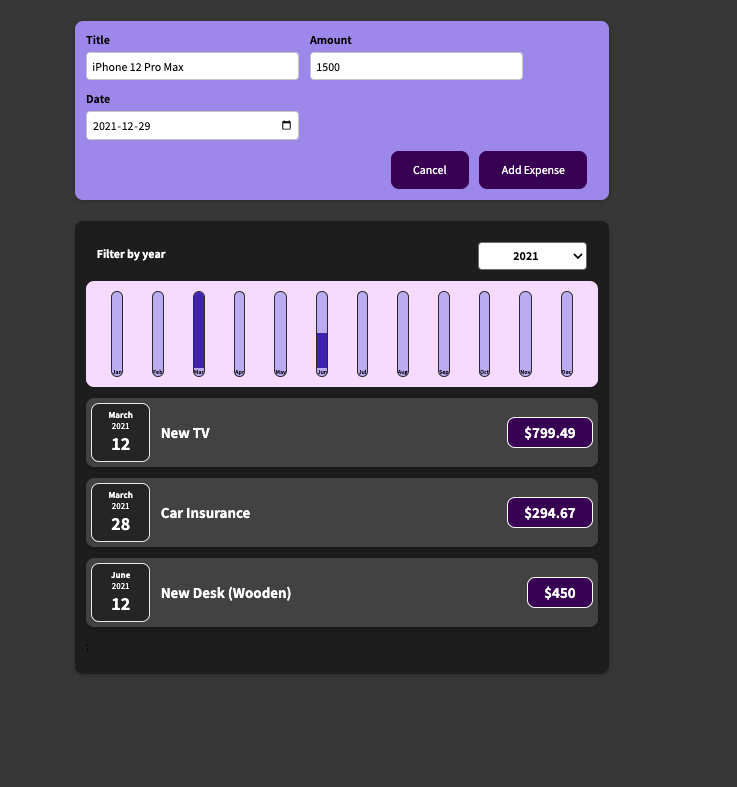 Title Amount
iPhone 12 Pro Max 1500
Date
2021-12-29
Cancel Add Expense
Filter by year 2021
Jan Feb Mar Apr May Jun Jul Aug Sep Oct Nov Dec
March
2021
12
New TV $799.49
March
2021
28
Car Insurance $294.67
June
2021
12
New Desk (Wooden) $450
;